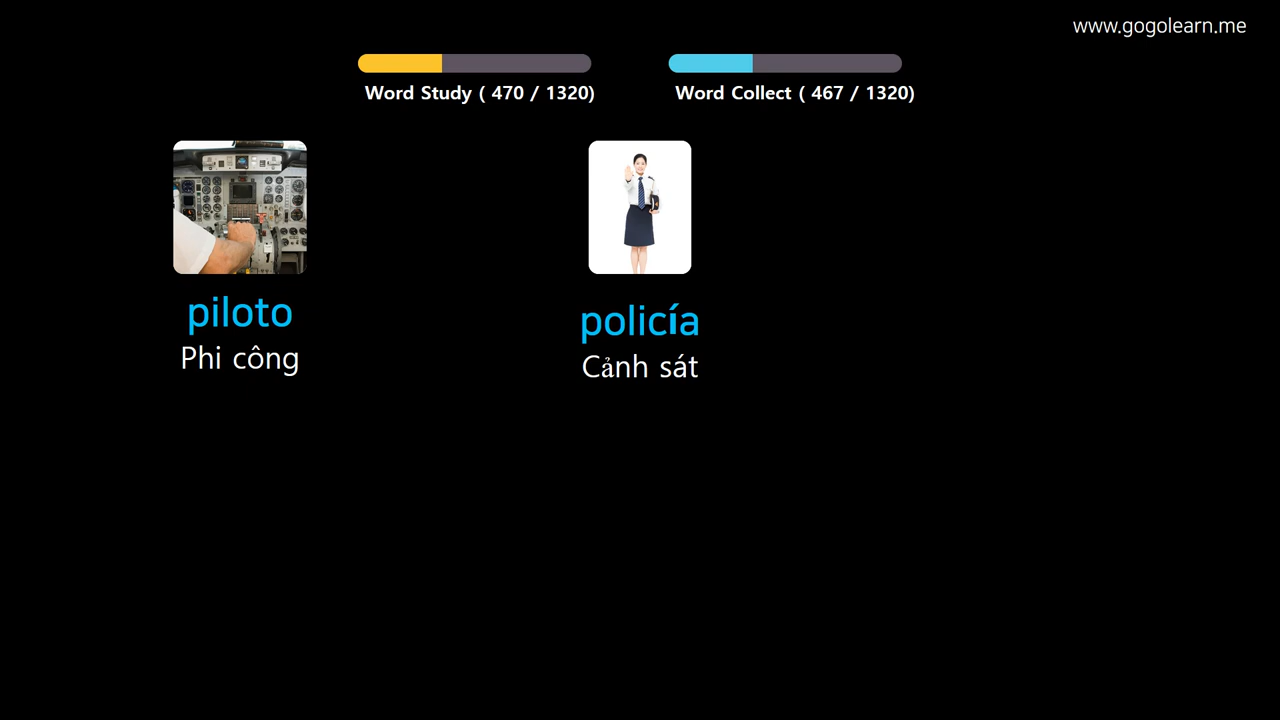 www.gogolearn.me
Word Study ( 470 / 1320)
Word Collect ( 467 / 1320)
piloto
Phi công
policía
Cảnh sát